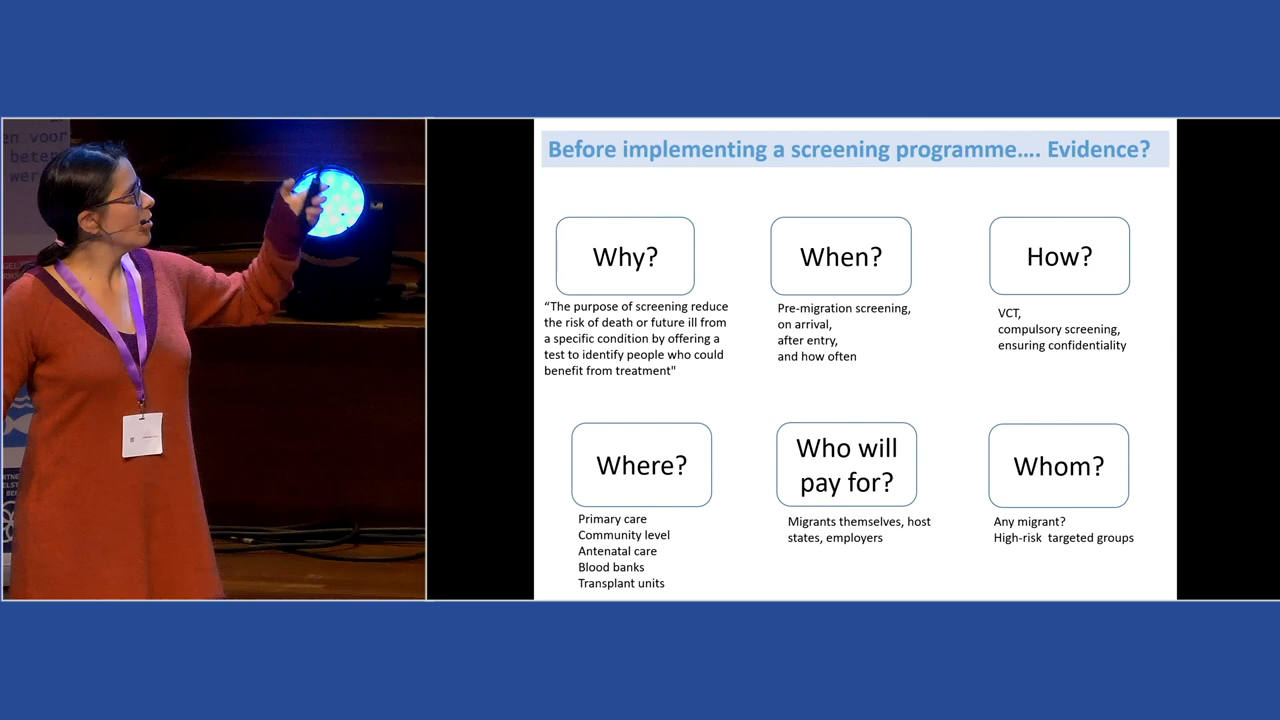 en voor
beter
wer
Before implementing a screening programme…. Evidence?
Why?
When?
How?
“The purpose of screening reduce
the risk of death or future ill from
a specific condition by offering a
test to identify people who could
benefit from treatment"
Pre-migration screening,
on arrival,
after entry,
and how often
VCT,
compulsory screening,
ensuring confidentiality
Where?
Who will
pay for?
Whom?
Primary care
Community level
Antenatal care
Blood banks
Transplant units
Migrants themselves, host
states, employers
Any migrant?
High-risk  targeted groups